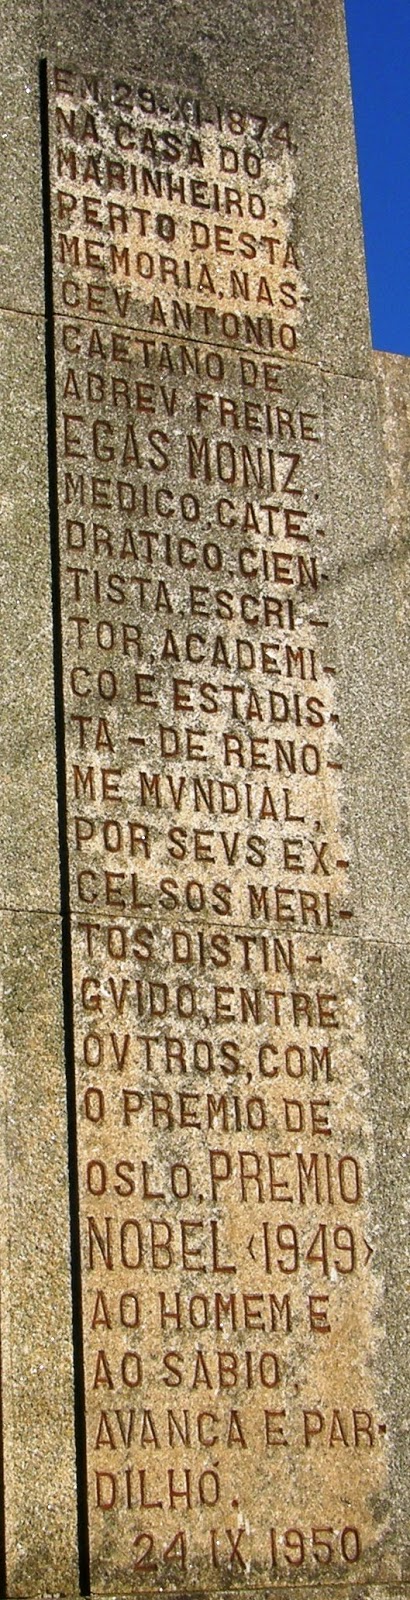 EM 29-XI-1874,
NA CASA DO
MARINHEIRO,
PERTO DESTA
MEMORIA, NAS-
CEV ANTONIO
CAETANO DE
ABREV FREIRE
EGAS MONIZ.
MEDICO, CATE-
DRATICO, CIEN-
TISTA, ESCRI-
TOR, ACADEMI-
CO E ESTADIS-
TA - DE RENO-
ME MVNDIAL,
POR SEVS EX-
CELSOS MERI-
TOS DISTIN-
GVIDO, ENTRE
OVTROS, COM
O PREMIO DE
OSLO, PREMIO
NOBEL (1949)
AO HOMEM E
AO SABIO,
AVANCA E PAR-
DILHÓ.
24 IX 1950